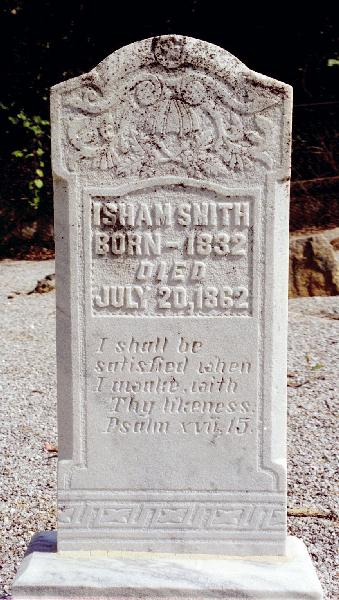 ISHAM SMITH
BORN - 1832
DIED
JULY 20, 1862
I shall be
satisfied when
I awake with
Thy likeness.
Psalm xvii, 15.